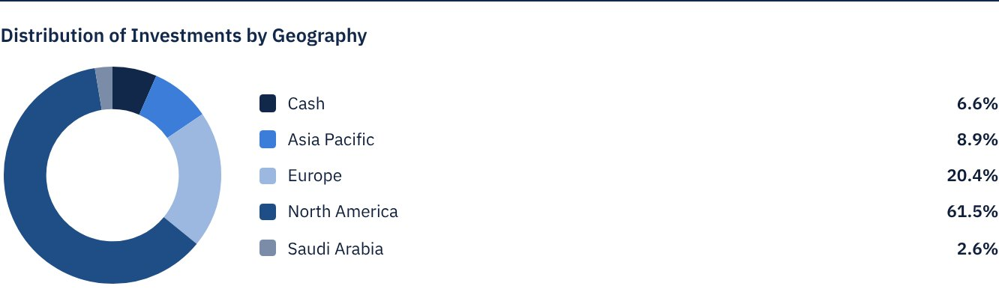 Distribution of Investments by Geography
Cash 6.6%
Asia Pacific 8.9%
Europe 20.4%
North America 61.5%
Saudi Arabia 2.6%